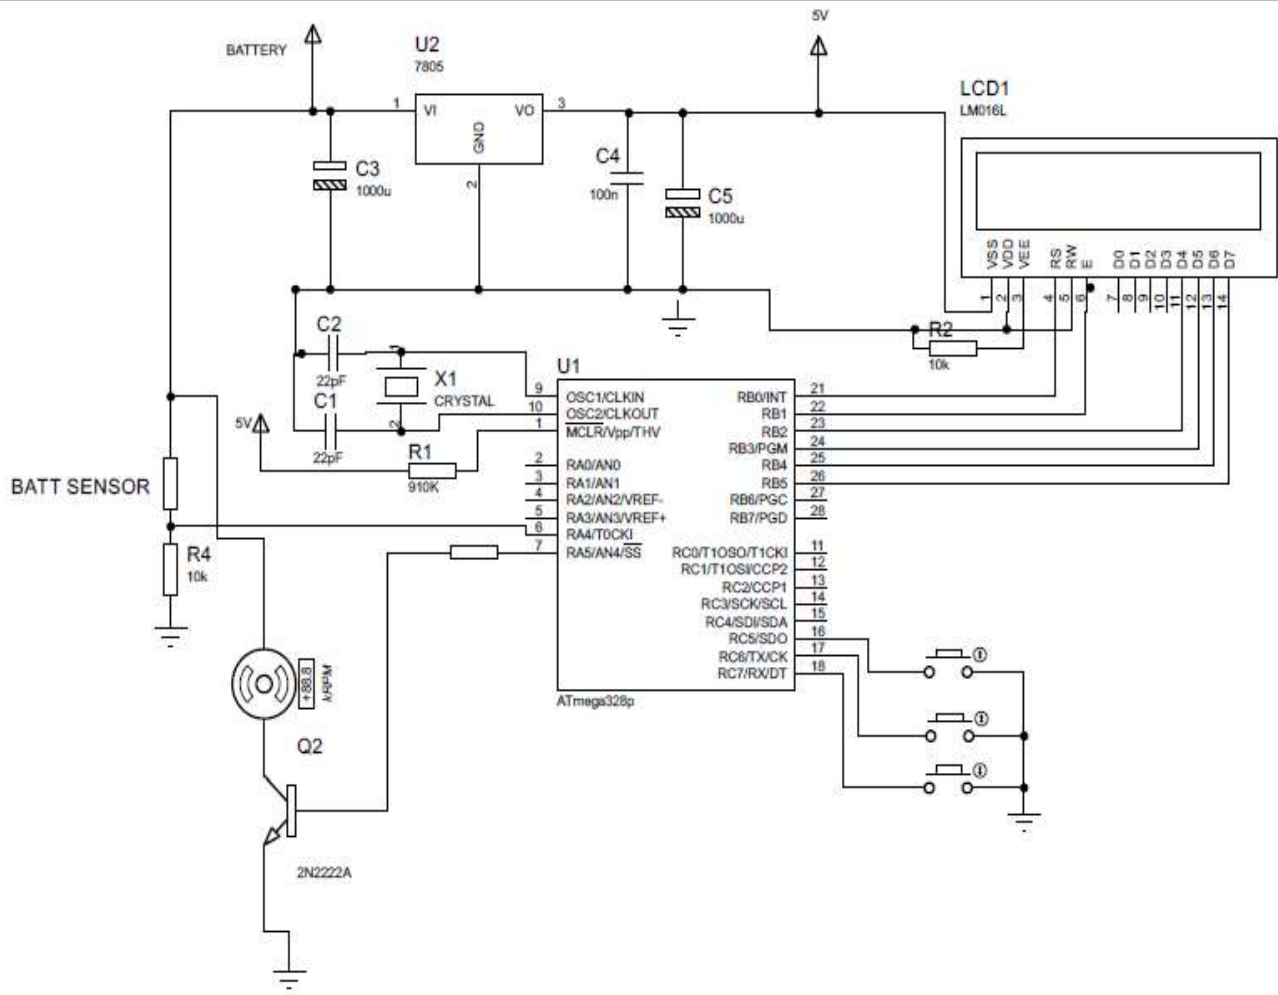 5V
BATTERY
U2
7805
1
VI
VO
3
GND
2
LCD1
LM016L
C3
1000u
C4
100n
C5
1000u
VSS
VDD
VEE
RS
RW
E
D0
D1
D2
D3
D4
D5
D6
D7
1
2
3
4
5
6
7
8
9
10
11
12
13
14
R2
10k
C2
22pF
1
X1
CRYSTAL
2
C1
22pF
5V
R1
910K
U1
9 OSC1/CLKIN
10 OSC2/CLKOUT
1 MCLR/Vpp/THV
2 RA0/AN0
3 RA1/AN1
4 RA2/AN2/VREF-
5 RA3/AN3/VREF+
6 RA4/T0CKI
7 RA5/AN4/SS
RB0/INT 21
RB1 22
RB2 23
RB3/PGM 24
RB4 25
RB5 26
RB6/PGC 27
RB7/PGD 28
RC0/T1OSO/T1CKI 11
RC1/T1OSI/CCP2 12
RC2/CCP1 13
RC3/SCK/SCL 14
RC4/SDI/SDA 15
RC5/SDO 16
RC6/TX/CK 17
RC7/RX/DT 18
ATmega328p
BATT SENSOR
R4
10k
+88.8
kRPM
Q2
2N2222A